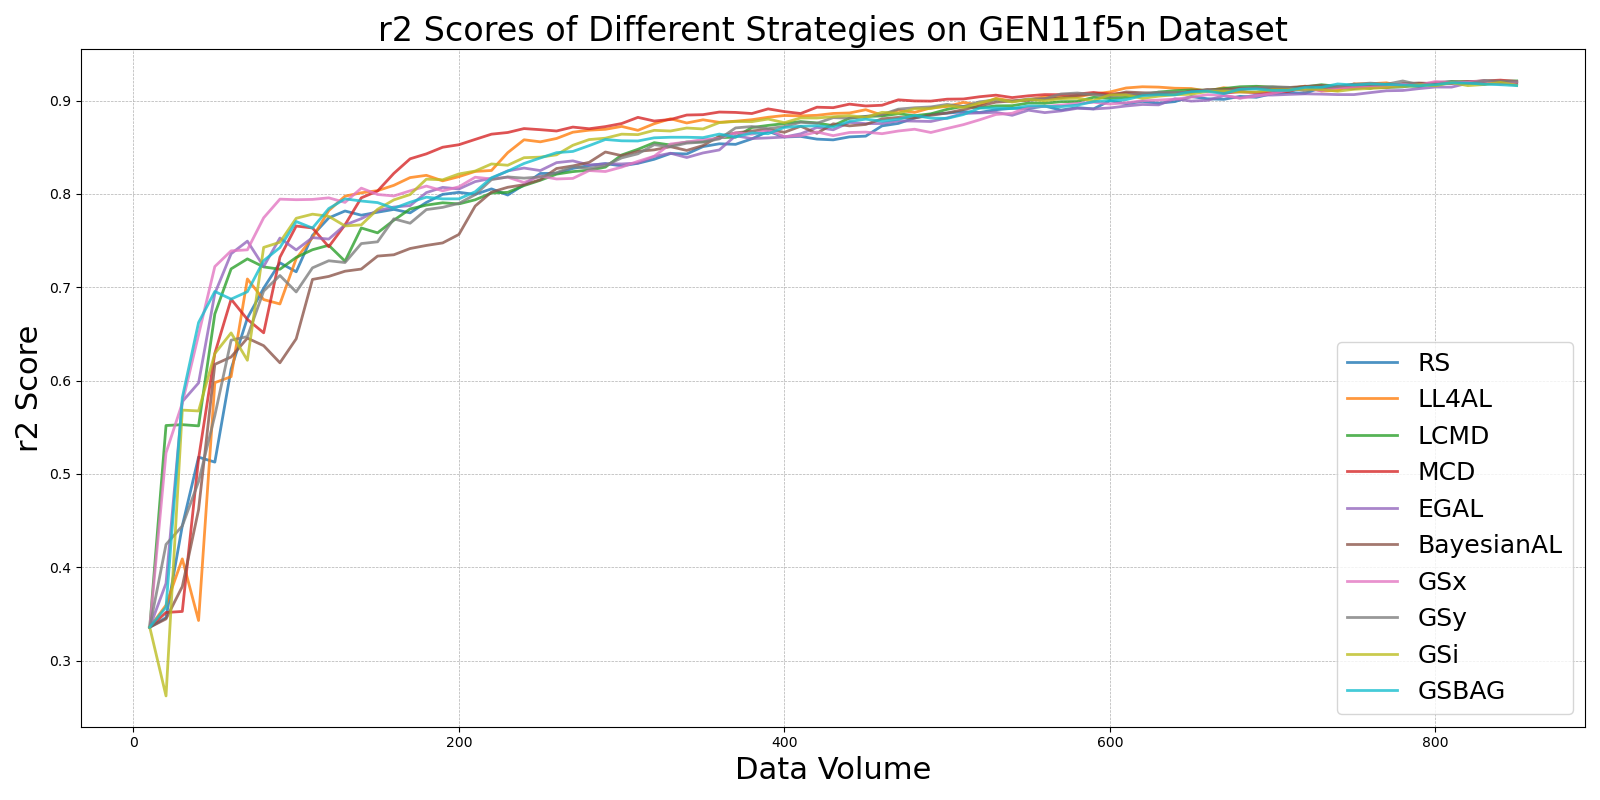 r2 Scores of Different Strategies on GEN11f5n Dataset
r2 Score
0.9
0.8
0.7
0.6
0.5
0.4
0.3
0
200
400
600
800
Data Volume
RS
LL4AL
LCMD
MCD
EGAL
BayesianAL
GSx
GSy
GSi
GSBAG